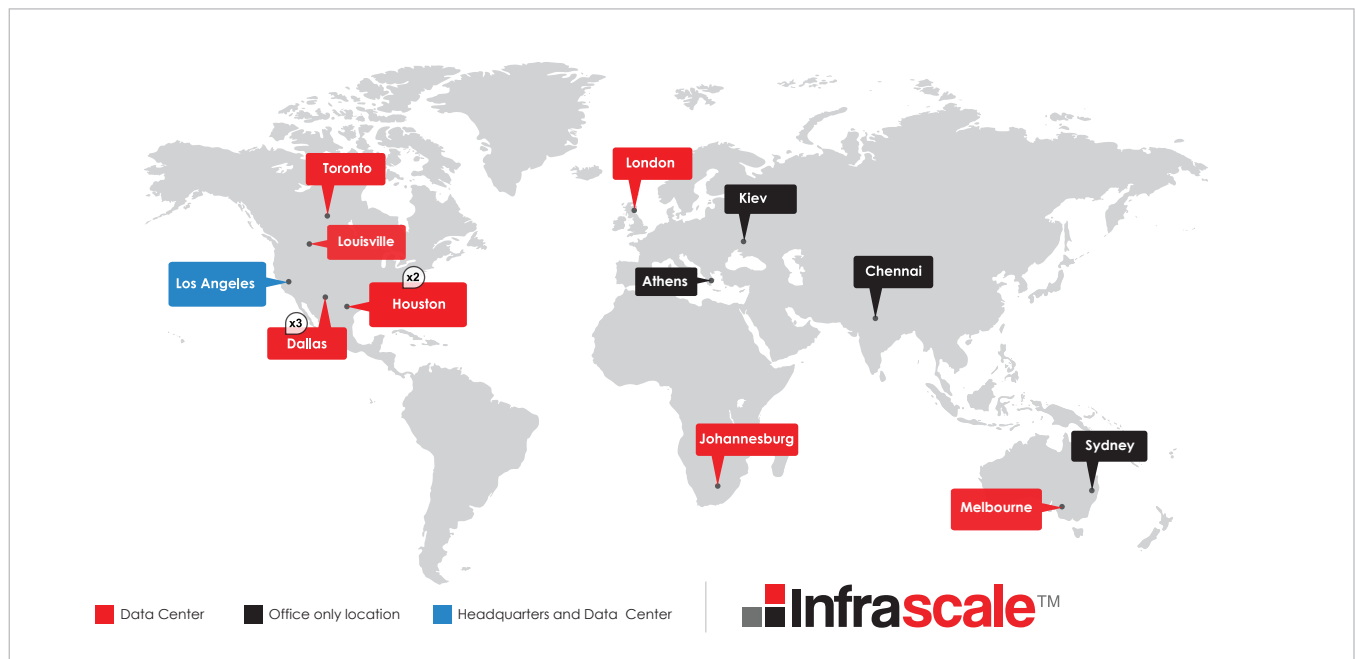 Toronto
London
Kiev
Louisville
Los Angeles
x2
Houston
x3
Dallas
Athens
Chennai
Johannesburg
Sydney
Melbourne
Data Center
Office only location
Headquarters and Data Center
Infrascale™